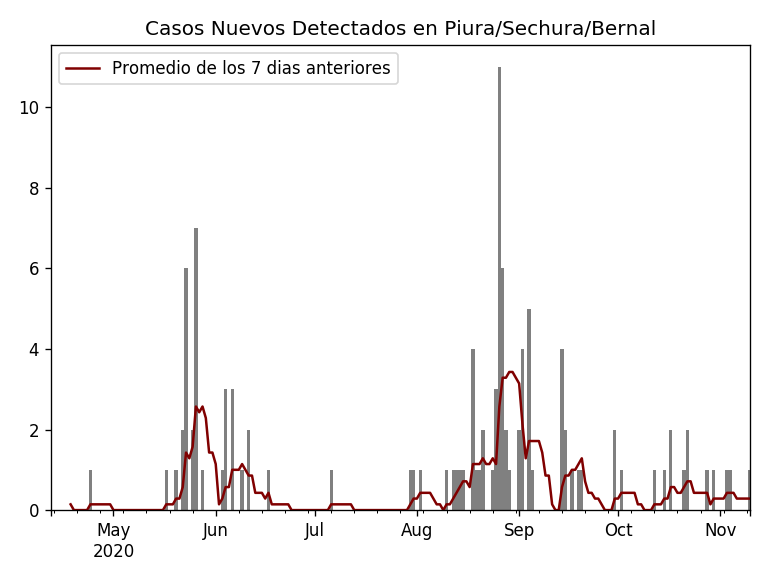 Casos Nuevos Detectados en Piura/Sechura/Bernal
Promedio de los 7 dias anteriores
10
8
6
4
2
0
May Jun Jul Aug Sep Oct Nov
2020